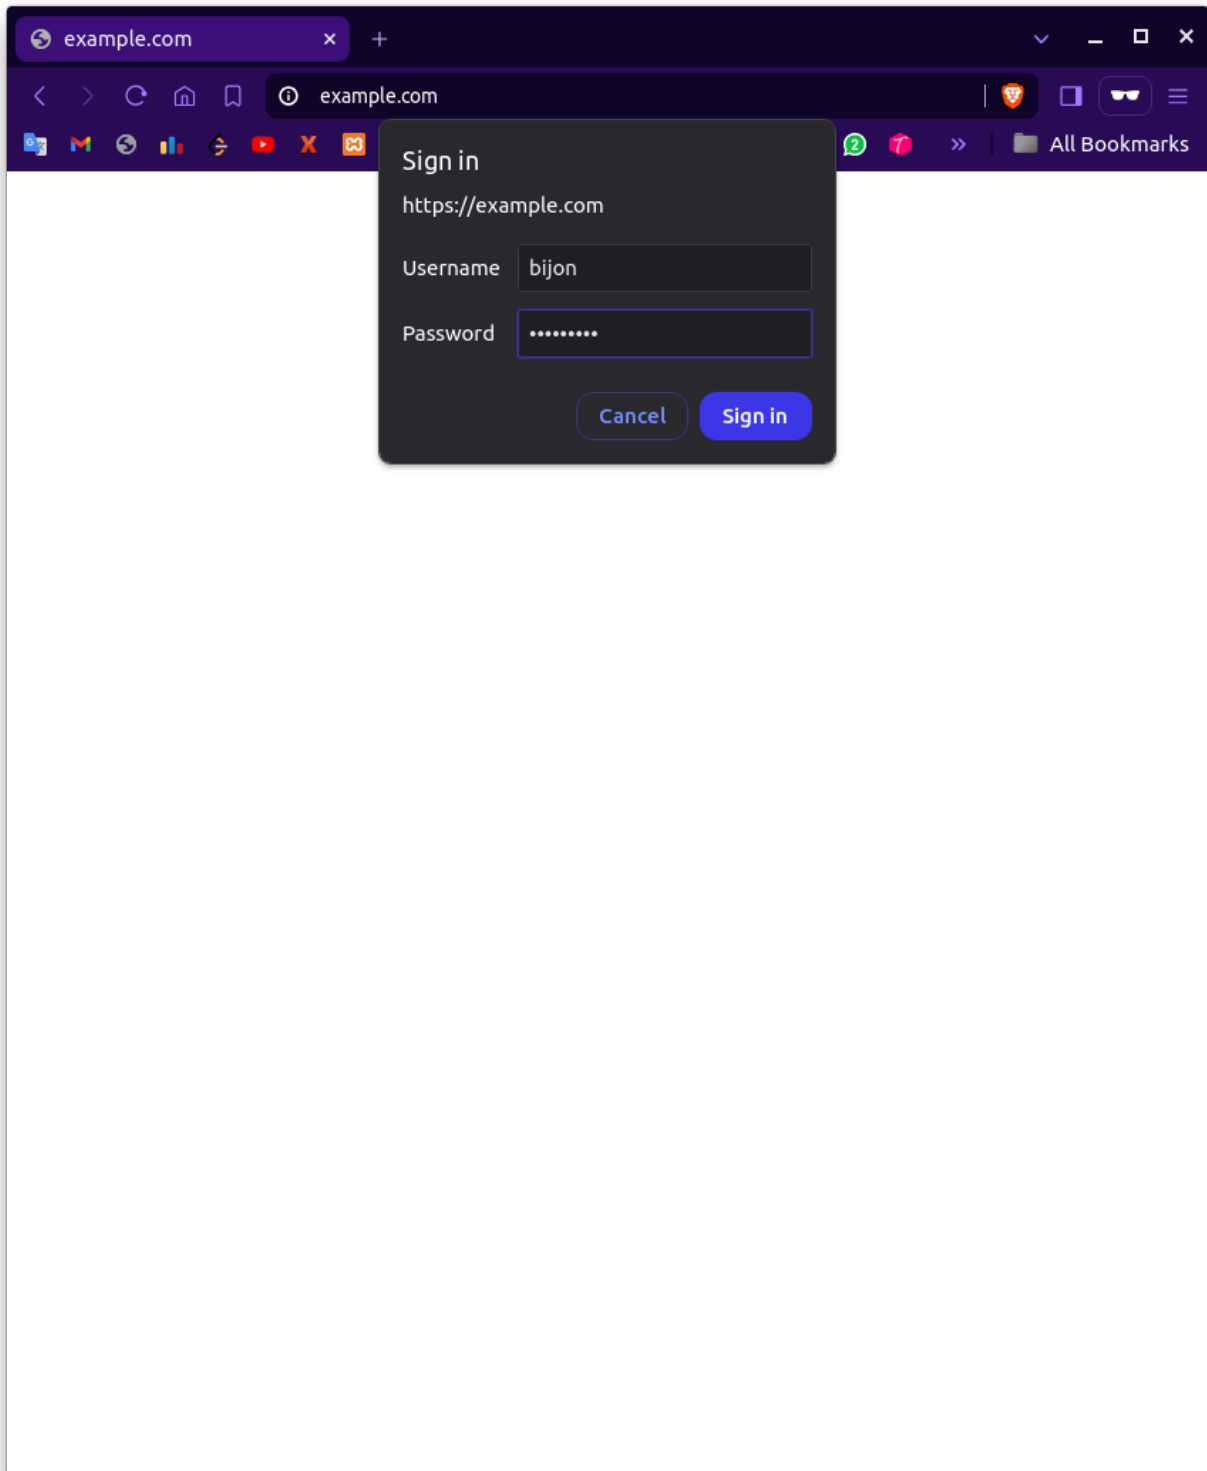 example.com
example.com
All Bookmarks
Sign in
https://example.com
Username bijon
Password •••••••••
Cancel Sign in